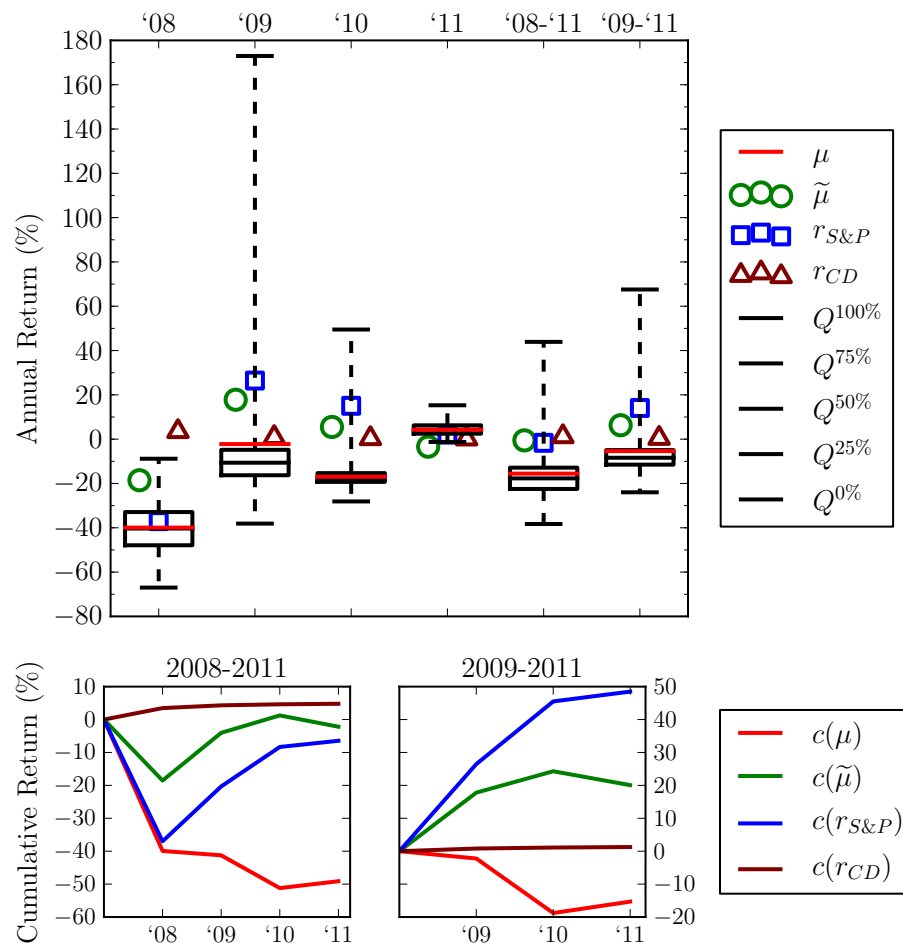 ‘08 ‘09 ‘10 ‘11 ‘08-‘11 ‘09-‘11
Annual Return (%)
180
160
140
120
100
80
60
40
20
0
−20
−40
−60
−80
μ
μ̃
r_{S&P}
r_{CD}
Q^{100%}
Q^{75%}
Q^{50%}
Q^{25%}
Q^{0%}
2008-2011
Cumulative Return (%)
10
0
−10
−20
−30
−40
−50
−60
‘08 ‘09 ‘10 ‘11
2009-2011
50
40
30
20
10
0
−10
−20
‘09 ‘10 ‘11
c(μ)
c(μ̃)
c(r_{S&P})
c(r_{CD})